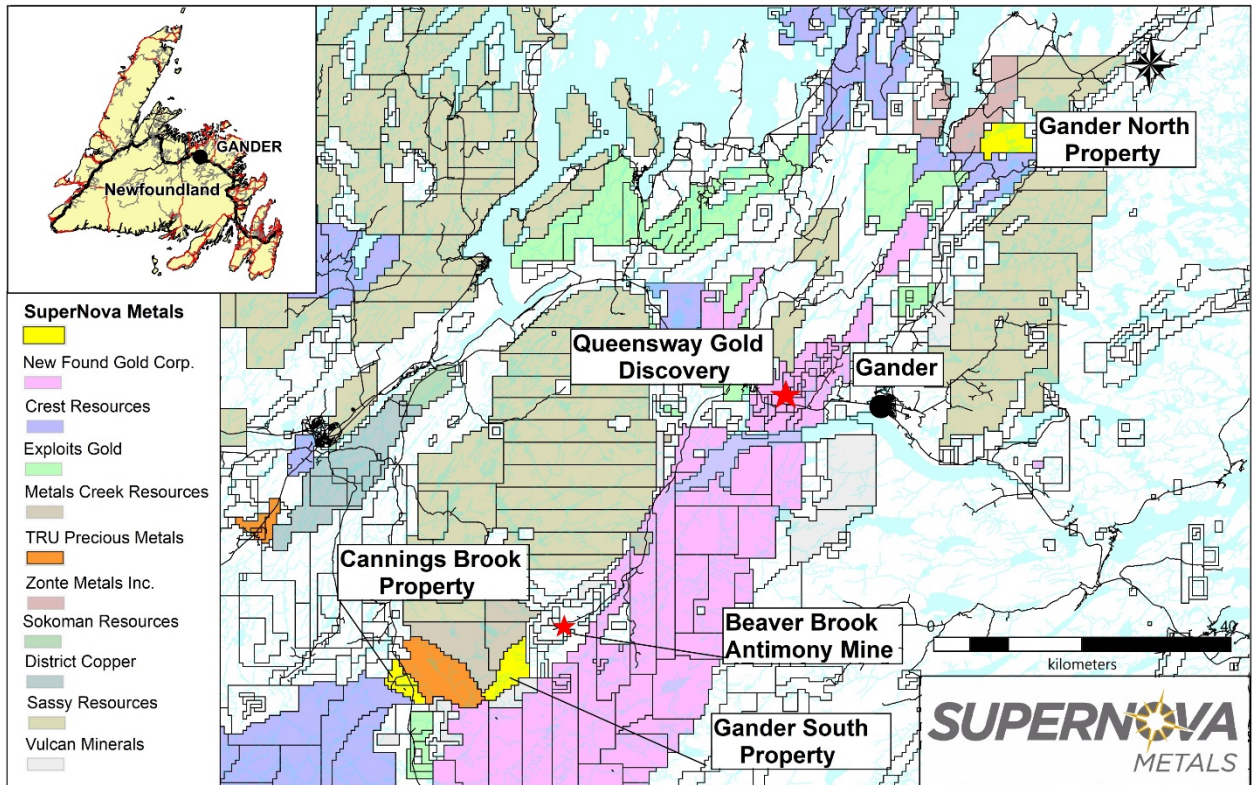 GANDER
Newfoundland
SuperNova Metals
New Found Gold Corp.
Crest Resources
Exploits Gold
Metals Creek Resources
TRU Precious Metals
Zonte Metals Inc.
Sokoman Resources
District Copper
Sassy Resources
Vulcan Minerals
Gander North
Property
Queensway Gold
Discovery
Gander
Cannings Brook
Property
Beaver Brook
Antimony Mine
Gander South
Property
0 40
kilometers
SUPERNOVA
METALS